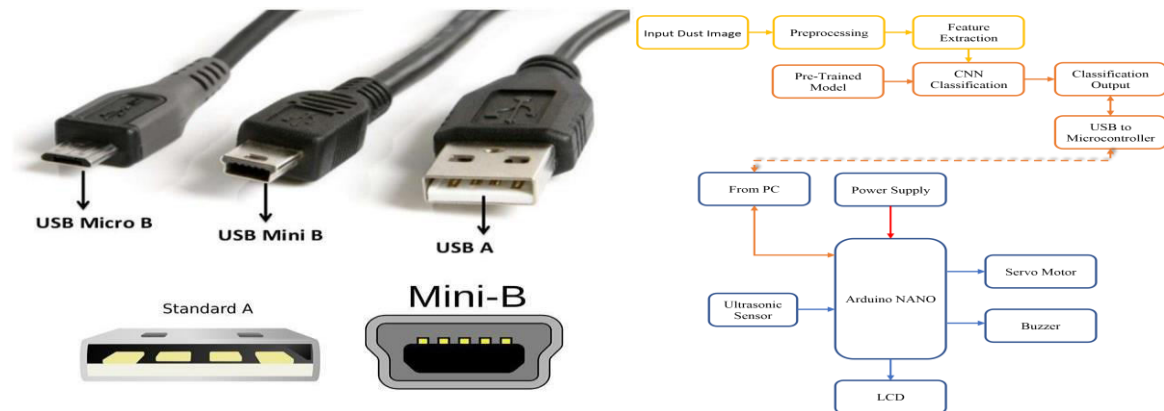 USB Micro B
USB Mini B
USB A
Standard A
Mini-B
Input Dust Image
Preprocessing
Feature
Extraction
Pre-Trained
Model
CNN
Classification
Classification
Output
USB to
Microcontroller
From PC
Power Supply
Ultrasonic
Sensor
Arduino NANO
Servo Motor
Buzzer
LCD